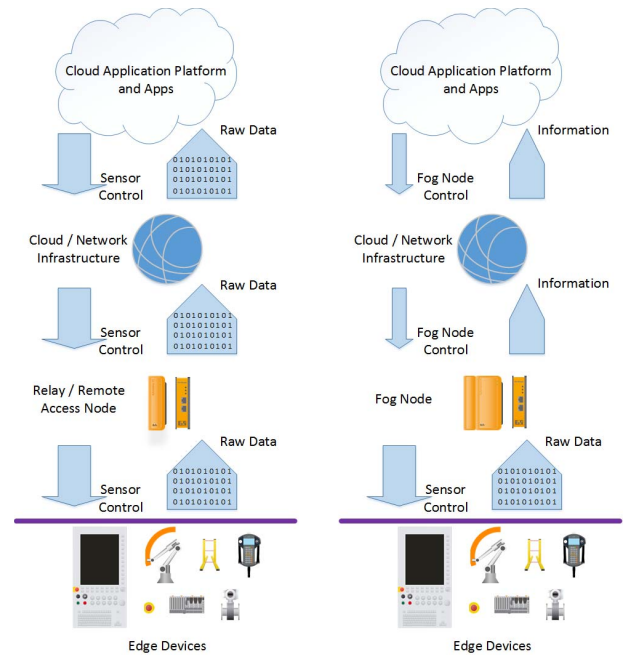 Cloud Application Platform
and Apps
Raw Data
0101010101
0101010101
0101010101
0101010101
Sensor
Control
Cloud / Network
Infrastructure
Raw Data
0101010101
0101010101
0101010101
0101010101
Sensor
Control
Relay / Remote
Access Node
Raw Data
0101010101
0101010101
0101010101
0101010101
Sensor
Control
Edge Devices
Cloud Application Platform
and Apps
Information
Fog Node
Control
Cloud / Network
Infrastructure
Information
Fog Node
Control
Fog Node
Raw Data
0101010101
0101010101
0101010101
0101010101
Sensor
Control
Edge Devices